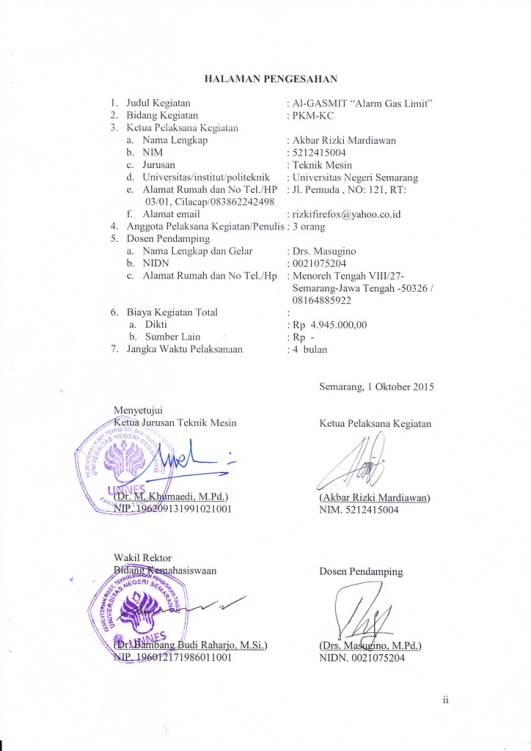 HALAMAN PENGESAHAN
1. Judul Kegiatan : Al-GASMIT “Alarm Gas Limit”
2. Bidang Kegiatan : PKM-KC
3. Ketua Pelaksana Kegiatan
a. Nama Lengkap : Akbar Rizki Mardiawan
b. NIM : 5212415004
c. Jurusan : Teknik Mesin
d. Universitas/institut/politeknik : Universitas Negeri Semarang
e. Alamat Rumah dan No Tel./HP : Jl. Pemuda , NO: 121, RT:
03/01, Cilacap/083862242498
f. Alamat email : rizkifirefox@yahoo.co.id
4. Anggota Pelaksana Kegiatan/Penulis : 3 orang
5. Dosen Pendamping
a. Nama Lengkap dan Gelar : Drs. Masugino
b. NIDN : 0021075204
c. Alamat Rumah dan No Tel./Hp : Menoreh Tengah VIII/27-
Semarang-Jawa Tengah -50326 /
08164885922
6. Biaya Kegiatan Total :
a. Dikti : Rp 4.945.000,00
b. Sumber Lain : Rp -
7. Jangka Waktu Pelaksanaan : 4 bulan
Semarang, 1 Oktober 2015
Menyetujui
Ketua Jurusan Teknik Mesin Ketua Pelaksana Kegiatan
UNIVERSITAS NEGERI SEMARANG
UNNES
(Dr. M. Khumaedi, M.Pd.) (Akbar Rizki Mardiawan)
NIP. 196209131991021001 NIM. 5212415004
Wakil Rektor
Bidang Kemahasiswaan Dosen Pendamping
UNIVERSITAS NEGERI SEMARANG
UNNES
(Dr. Bambang Budi Raharjo, M.Si.) (Drs. Masugino, M.Pd.)
NIP. 196012171986011001 NIDN. 0021075204
ii